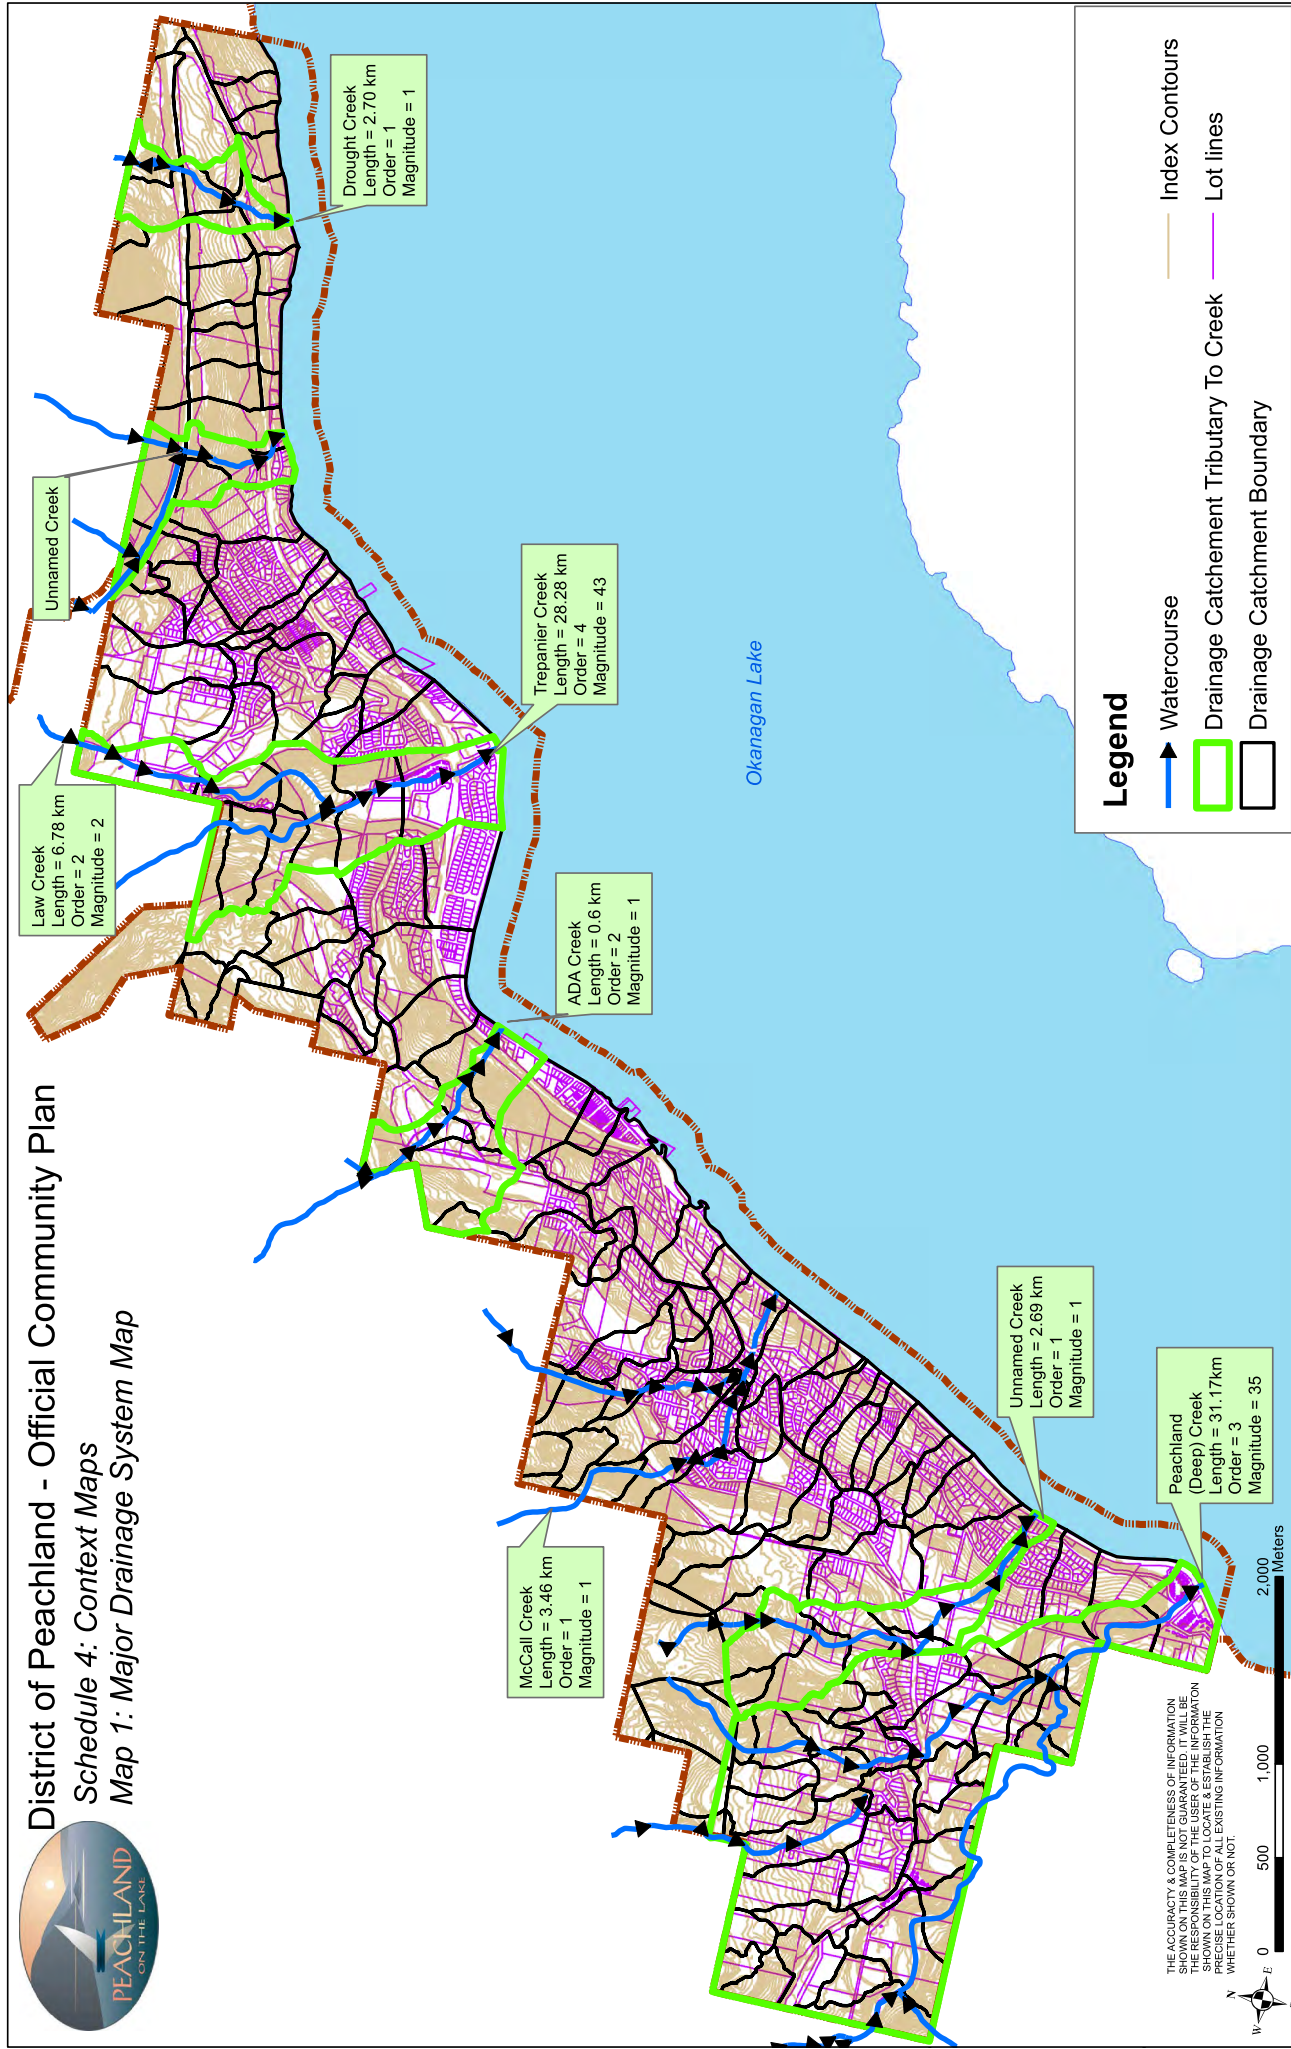 District of Peachland - Official Community Plan
Schedule 4: Context Maps
Map 1: Major Drainage System Map
PEACHLAND
ON THE LAKE
Law Creek
Length = 6.78 km
Order = 2
Magnitude = 2
Unnamed Creek
Drought Creek
Length = 2.70 km
Order = 1
Magnitude = 1
Trepanier Creek
Length = 28.28 km
Order = 4
Magnitude = 43
ADA Creek
Length = 0.6 km
Order = 2
Magnitude = 1
McCall Creek
Length = 3.46 km
Order = 1
Magnitude = 1
Unnamed Creek
Length = 2.69 km
Order = 1
Magnitude = 1
Peachland
(Deep) Creek
Length = 31.17km
Order = 3
Magnitude = 35
Okanagan Lake
Legend
Watercourse
Index Contours
Drainage Catchement Tributary To Creek
Lot lines
Drainage Catchment Boundary
THE ACCURACTY & COMPLETENESS OF INFORMATION
SHOWN ON THIS MAP IS NOT GUARANTEED. IT WILL BE
THE RESPONSIBILITY OF THE USER OF THE INFORMATON
SHOWN ON THIS MAP TO LOCATE & ESTABLISH THE
PRECISE LOCATION OF ALL EXISTING INFORMATION
WHETHER SHOWN OR NOT.
N
W E
0 500 1,000 2,000
Meters